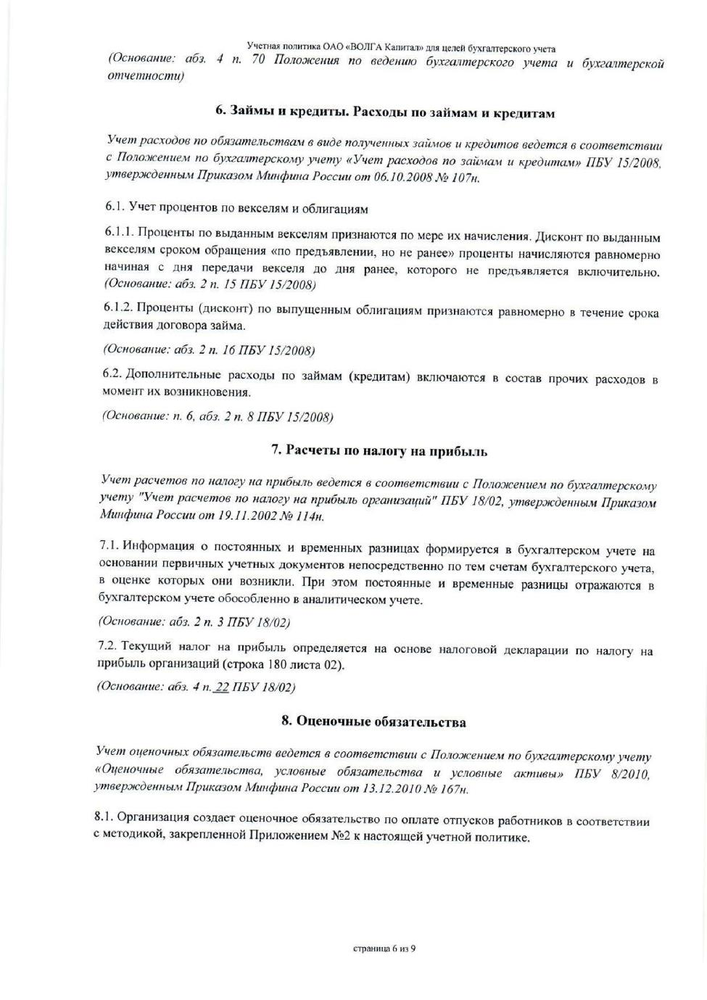 Учетная политика ОАО «ВОЛГА Капитал» для целей бухгалтерского учета
(Основание: абз. 4 п. 70 Положения по ведению бухгалтерского учета и бухгалтерской
отчетности)
6. Займы и кредиты. Расходы по займам и кредитам
Учет расходов по обязательствам в виде полученных займов и кредитов ведется в соответствии
с Положением по бухгалтерскому учету «Учет расходов по займам и кредитам» ПБУ 15/2008,
утвержденным Приказом Минфина России от 06.10.2008 № 107н.
6.1. Учет процентов по векселям и облигациям
6.1.1. Проценты по выданным векселям признаются по мере их начисления. Дисконт по выданным
векселям сроком обращения «по предъявлении, но не ранее» проценты начисляются равномерно
начиная с дня передачи векселя до дня ранее, которого не предъявляется включительно.
(Основание: абз. 2 п. 15 ПБУ 15/2008)
6.1.2. Проценты (дисконт) по выпущенным облигациям признаются равномерно в течение срока
действия договора займа.
(Основание: абз. 2 п. 16 ПБУ 15/2008)
6.2. Дополнительные расходы по займам (кредитам) включаются в состав прочих расходов в
момент их возникновения.
(Основание: п. 6, абз. 2 п. 8 ПБУ 15/2008)
7. Расчеты по налогу на прибыль
Учет расчетов по налогу на прибыль ведется в соответствии с Положением по бухгалтерскому
учету "Учет расчетов по налогу на прибыль организаций" ПБУ 18/02, утвержденным Приказом
Минфина России от 19.11.2002 № 114н.
7.1. Информация о постоянных и временных разницах формируется в бухгалтерском учете на
основании первичных учетных документов непосредственно по тем счетам бухгалтерского учета,
в оценке которых они возникли. При этом постоянные и временные разницы отражаются в
бухгалтерском учете обособленно в аналитическом учете.
(Основание: абз. 2 п. 3 ПБУ 18/02)
7.2. Текущий налог на прибыль определяется на основе налоговой декларации по налогу на
прибыль организаций (строка 180 листа 02).
(Основание: абз. 4 п. 22 ПБУ 18/02)
8. Оценочные обязательства
Учет оценочных обязательств ведется в соответствии с Положением по бухгалтерскому учету
«Оценочные обязательства, условные обязательства и условные активы» ПБУ 8/2010,
утвержденным Приказом Минфина России от 13.12.2010 № 167н.
8.1. Организация создает оценочное обязательство по оплате отпусков работников в соответствии
с методикой, закрепленной Приложением №2 к настоящей учетной политике.
страница 6 из 9